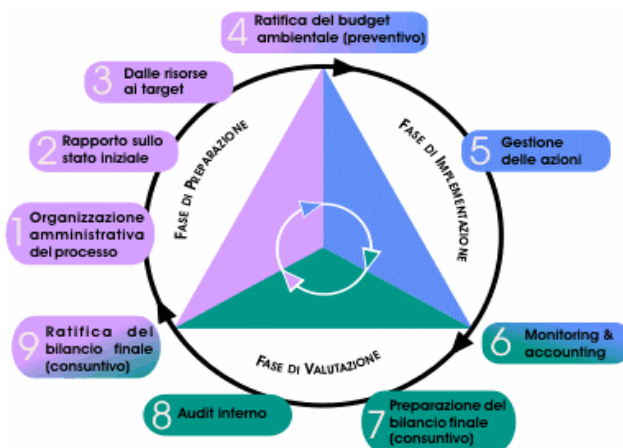 4 Ratifica del budget
ambientale (preventivo)
3 Dalle risorse
ai target
2 Rapporto sullo
stato iniziale
1 Organizzazione
amministrativa
del processo
FASE DI PREPARAZIONE
FASE DI IMPLEMENTAZIONE
5 Gestione
delle azioni
9 Ratifica del
bilancio finale
(consuntivo)
FASE DI VALUTAZIONE
6 Monitoring &
accounting
8 Audit interno
7 Preparazione del
bilancio finale
(consuntivo)